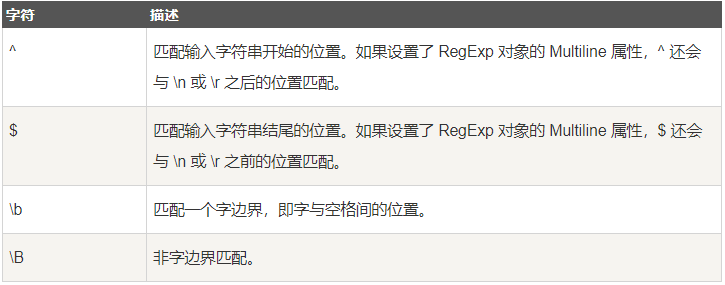 字符 描述
^ 匹配输入字符串开始的位置。如果设置了 RegExp 对象的 Multiline 属性，^ 还会
与 \n 或 \r 之后的位置匹配。
$ 匹配输入字符串结尾的位置。如果设置了 RegExp 对象的 Multiline 属性，$ 还会
与 \n 或 \r 之前的位置匹配。
\b 匹配一个字边界，即字与空格间的位置。
\B 非字边界匹配。